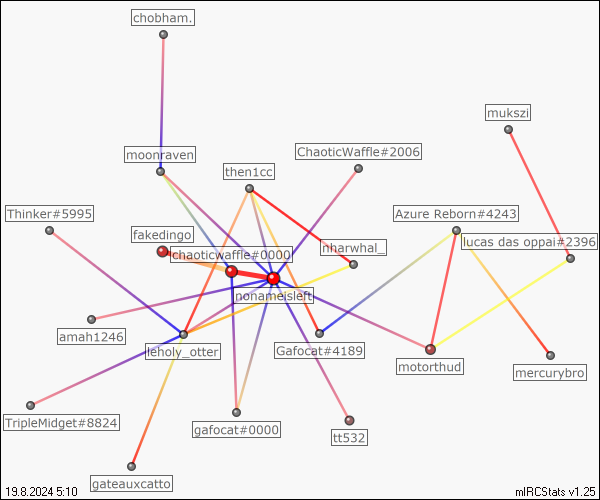 chobham.
mukszi
moonraven
ChaoticWaffle#2006
then1cc
Thinker#5995
Azure Reborn#4243
fakedingo
lucas das oppai#2396
nharwhal_
chaoticwaffle#0000
nonameisleft
amah1246
leholy_otter
Gafocat#4189
motorthud
mercurybro
TripleMidget#8824
gafocat#0000
tt532
gateauxcatto
19.8.2024 5:10
mIRCStats v1.25